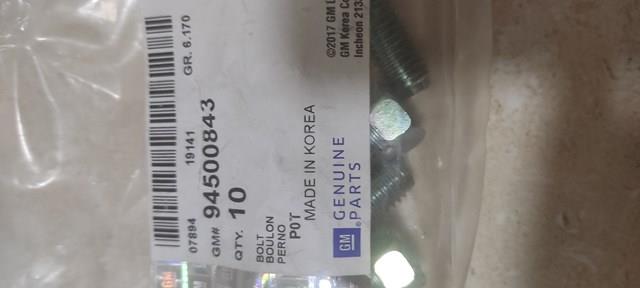 GR. 6.170
07894 19141
GM# 94500843
QTY. 10
BOLT
BOULON
PERNO
P0T
MADE IN KOREA
GM GENUINE
PARTS
©2017 GM
GM Korea Co
Incheon 213